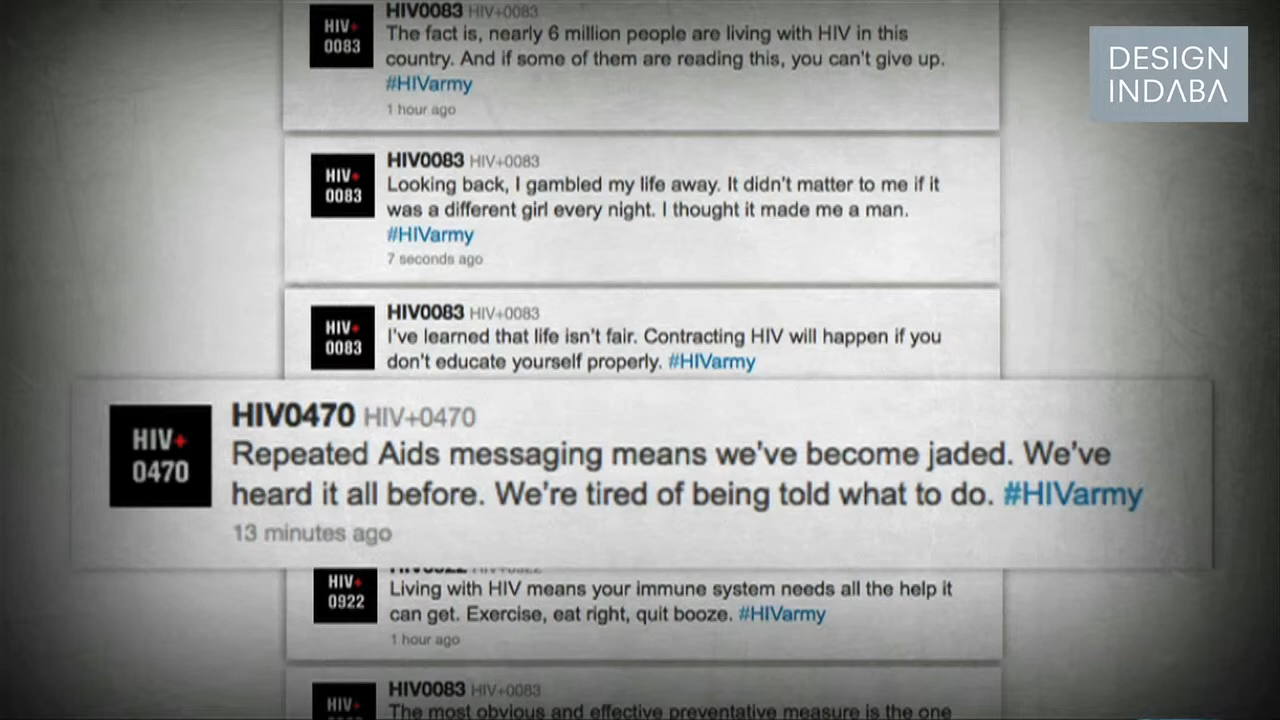 HIV+
0083
HIV0083 HIV+0083
The fact is, nearly 6 million people are living with HIV in this
country. And if some of them are reading this, you can't give up.
#HIVarmy
1 hour ago
DESIGN
INDABA
HIV+
0083
HIV0083 HIV+0083
Looking back, I gambled my life away. It didn't matter to me if it
was a different girl every night. I thought it made me a man.
#HIVarmy
7 seconds ago
HIV+
0083
HIV0083 HIV+0083
I've learned that life isn't fair. Contracting HIV will happen if you
don't educate yourself properly. #HIVarmy
HIV+
0470
HIV0470 HIV+0470
Repeated Aids messaging means we've become jaded. We've
heard it all before. We're tired of being told what to do. #HIVarmy
13 minutes ago
HIV+
0922
Living with HIV means your immune system needs all the help it
can get. Exercise, eat right, quit booze. #HIVarmy
1 hour ago
HIV+
HIV0083 HIV+0083
The most obvious and effective preventative measure is the one